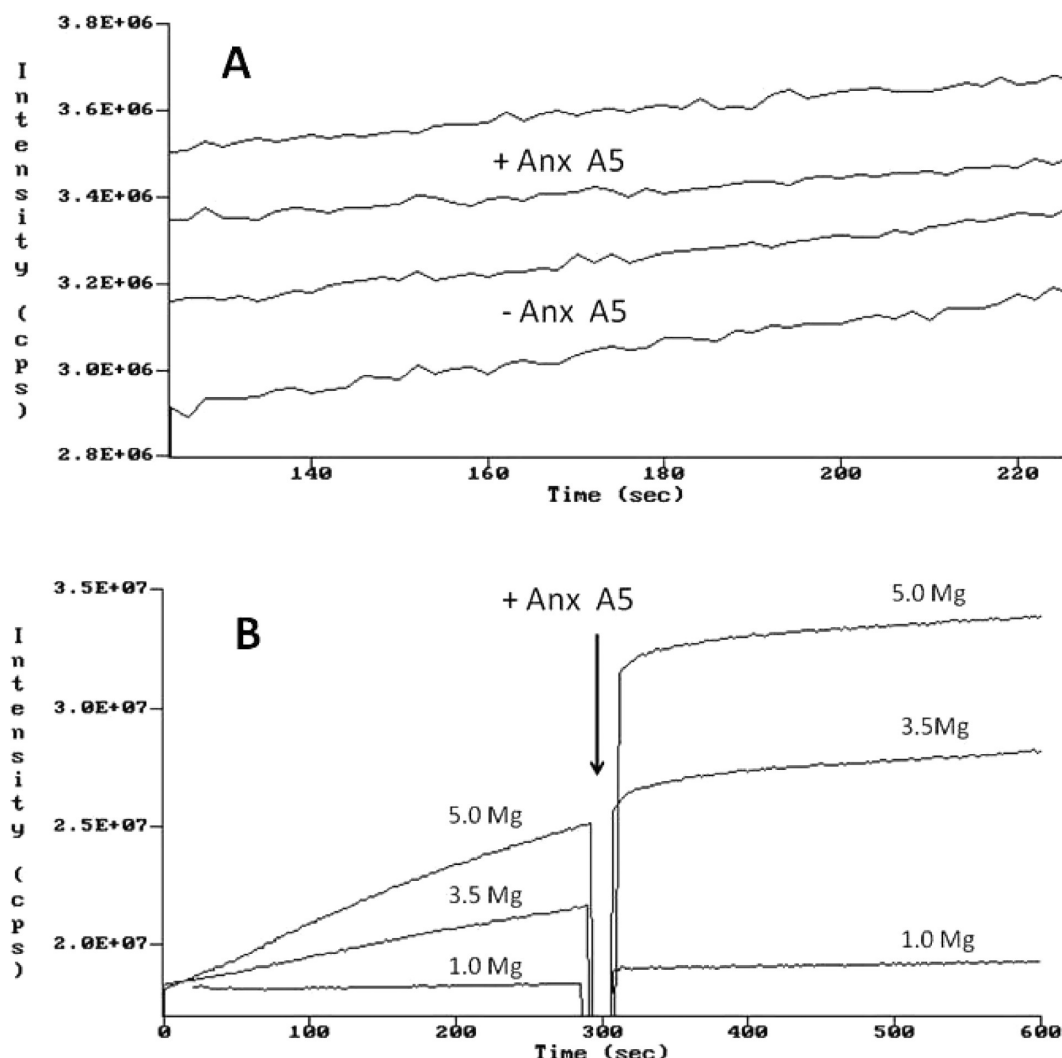 3.8E+06
A
3.6E+06
+ Anx A5
3.4E+06
3.2E+06
- Anx A5
3.0E+06
2.8E+06
Intensity (cps)
140 160 180 200 220
Time (sec)
3.5E+07
+ Anx A5
5.0 Mg
B
3.0E+07
3.5Mg
5.0 Mg
2.5E+07
3.5 Mg
1.0 Mg
2.0E+07
1.0 Mg
Intensity (cps)
0 100 200 300 400 500 600
Time (sec)